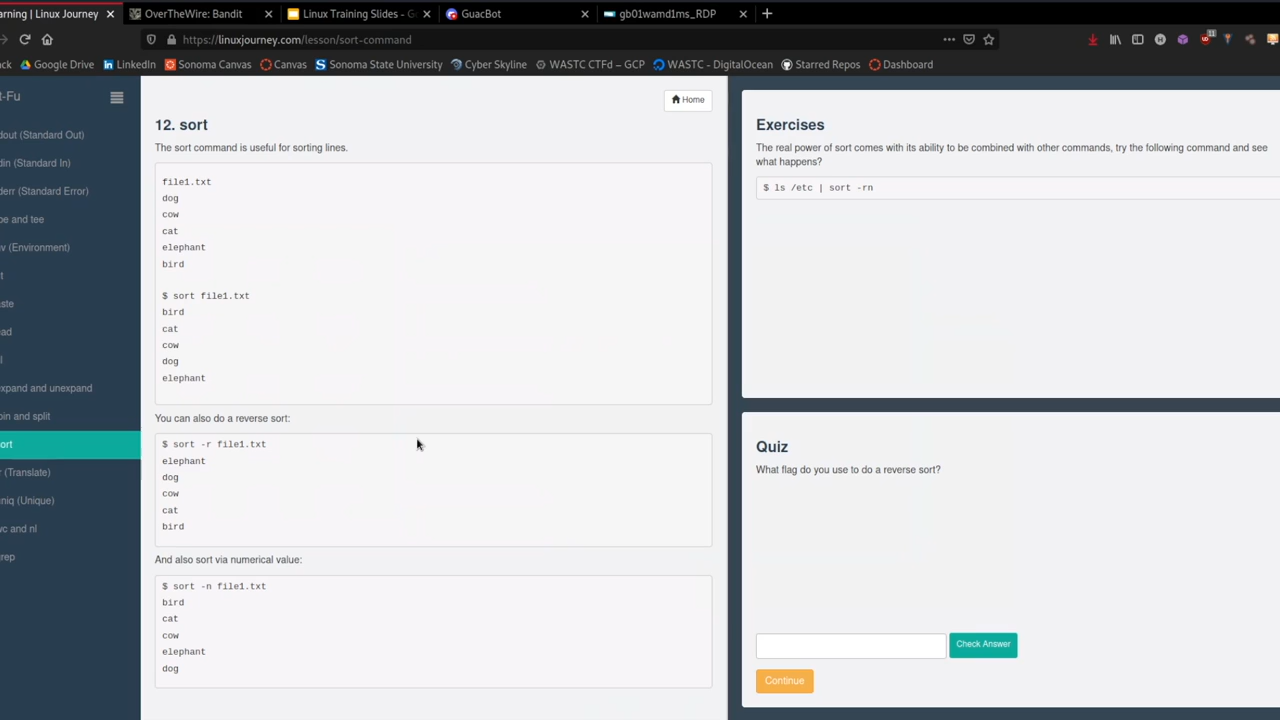 arning | Linux Journey
OverTheWire: Bandit
Linux Training Slides - G
GuacBot
gb01wamd1ms_RDP
https://linuxjourney.com/lesson/sort-command
11
ck
Google Drive
LinkedIn
Sonoma Canvas
Canvas
Sonoma State University
Cyber Skyline
WASTC CTFd – GCP
WASTC - DigitalOcean
Starred Repos
Dashboard
t-Fu
dout (Standard Out)
din (Standard In)
derr (Standard Error)
pe and tee
v (Environment)
t
ste
ad
l
xpand and unexpand
oin and split
ort
r (Translate)
niq (Unique)
vc and nl
rep
Home
12. sort
The sort command is useful for sorting lines.
file1.txt
dog
cow
cat
elephant
bird
$ sort file1.txt
bird
cat
cow
dog
elephant
You can also do a reverse sort:
$ sort -r file1.txt
elephant
dog
cow
cat
bird
And also sort via numerical value:
$ sort -n file1.txt
bird
cat
cow
elephant
dog
Exercises
The real power of sort comes with its ability to be combined with other commands, try the following command and see
what happens?
$ ls /etc | sort -rn
Quiz
What flag do you use to do a reverse sort?
Check Answer
Continue